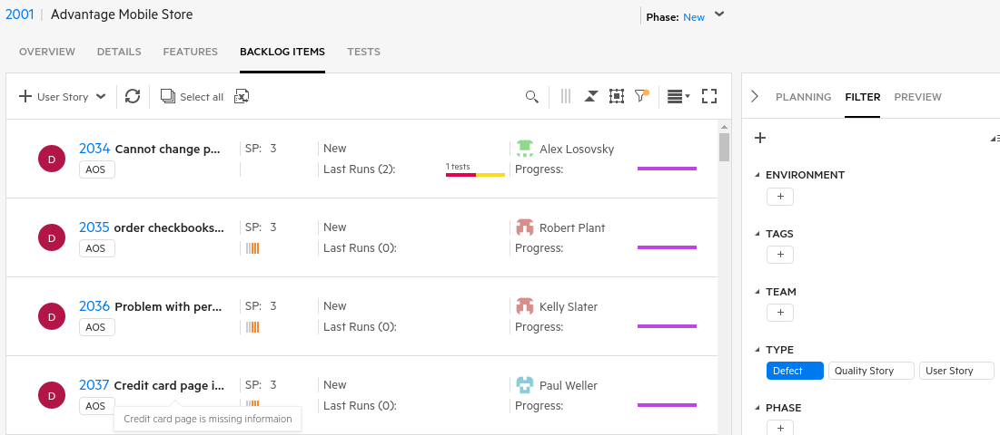 2001 | Advantage Mobile Store
Phase: New
OVERVIEW DETAILS FEATURES BACKLOG ITEMS TESTS
User Story Select all
PLANNING FILTER PREVIEW
D 2034 Cannot change p... SP: 3 New Alex Losovsky
AOS Last Runs (2): 1 tests Progress:
D 2035 order checkbooks... SP: 3 New Robert Plant
AOS Last Runs (0): Progress:
D 2036 Problem with per... SP: 3 New Kelly Slater
AOS Last Runs (0): Progress:
D 2037 Credit card page i... SP: 3 New Paul Weller
AOS Last Runs (0): Progress:
Credit card page is missing informaion
ENVIRONMENT
+
TAGS
+
TEAM
+
TYPE
Defect Quality Story User Story
PHASE
+